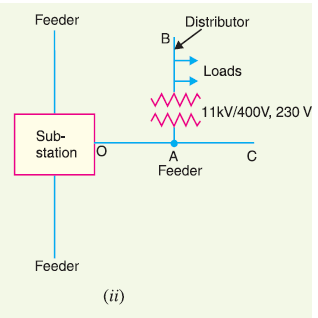 Feeder
Distributor
B
Loads
11kV/400V, 230 V
Sub-
station
O
A
C
Feeder
Feeder
(ii)